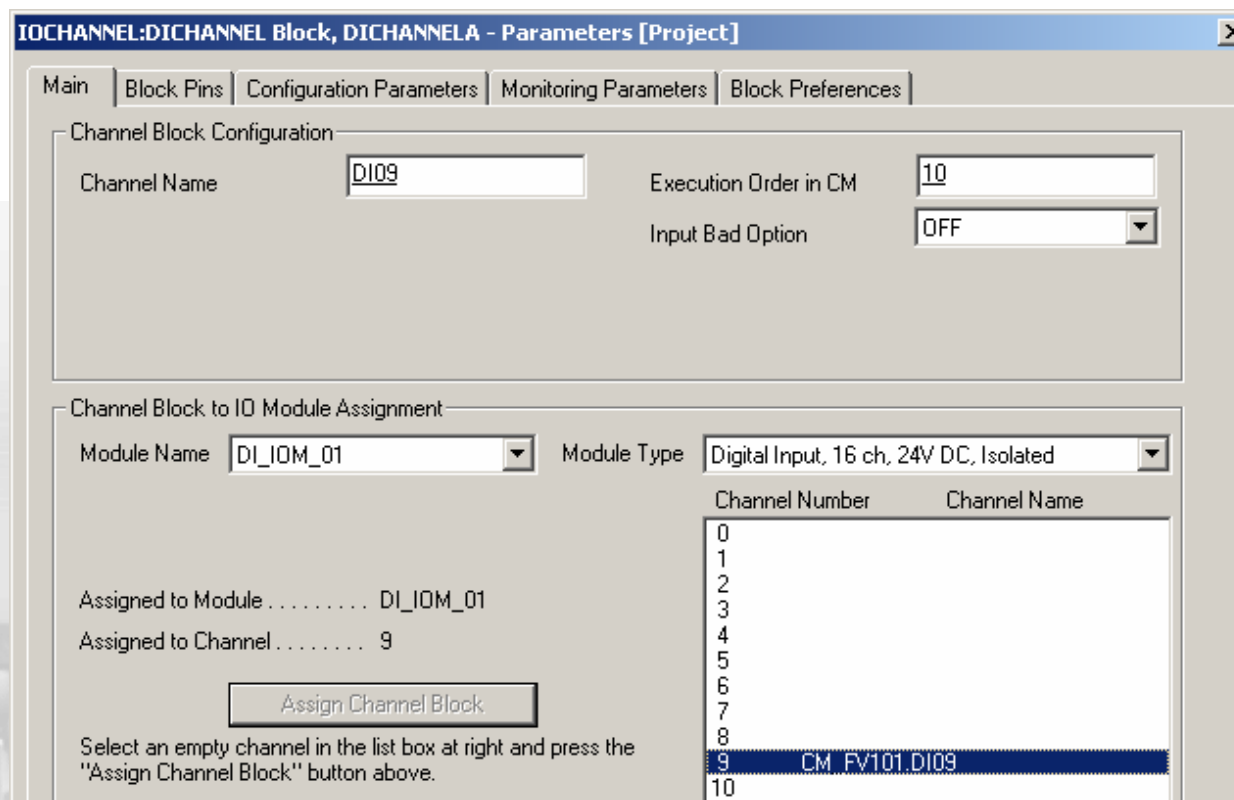 IOCHANNEL:DICHANNEL Block, DICHANNELA - Parameters [Project]
Main
Block Pins
Configuration Parameters
Monitoring Parameters
Block Preferences
Channel Block Configuration
Channel Name
DI09
Execution Order in CM
10
Input Bad Option
OFF
Channel Block to IO Module Assignment
Module Name
DI_IOM_01
Module Type
Digital Input, 16 ch, 24V DC, Isolated
Channel Number
Channel Name
0
1
2
3
4
5
6
7
8
9 CM_FV101.DI09
10
Assigned to Module . . . . . . . . . DI_IOM_01
Assigned to Channel . . . . . . . . 9
Assign Channel Block
Select an empty channel in the list box at right and press the
"Assign Channel Block" button above.